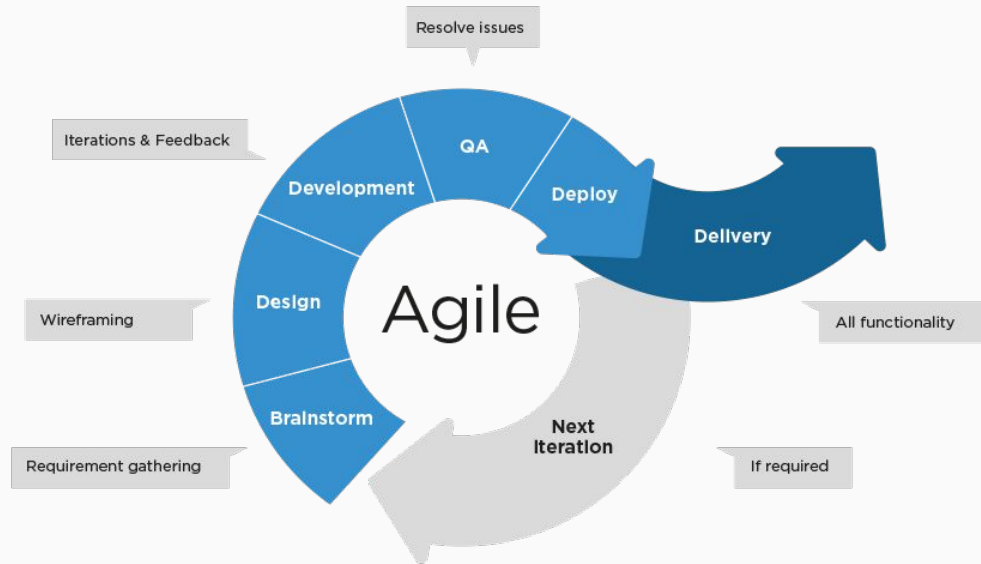 Resolve issues
Iterations & Feedback
QA
Development
Deploy
Delivery
Design
Agile
Wireframing
All functionality
Brainstorm
Next
Iteration
Requirement gathering
If required